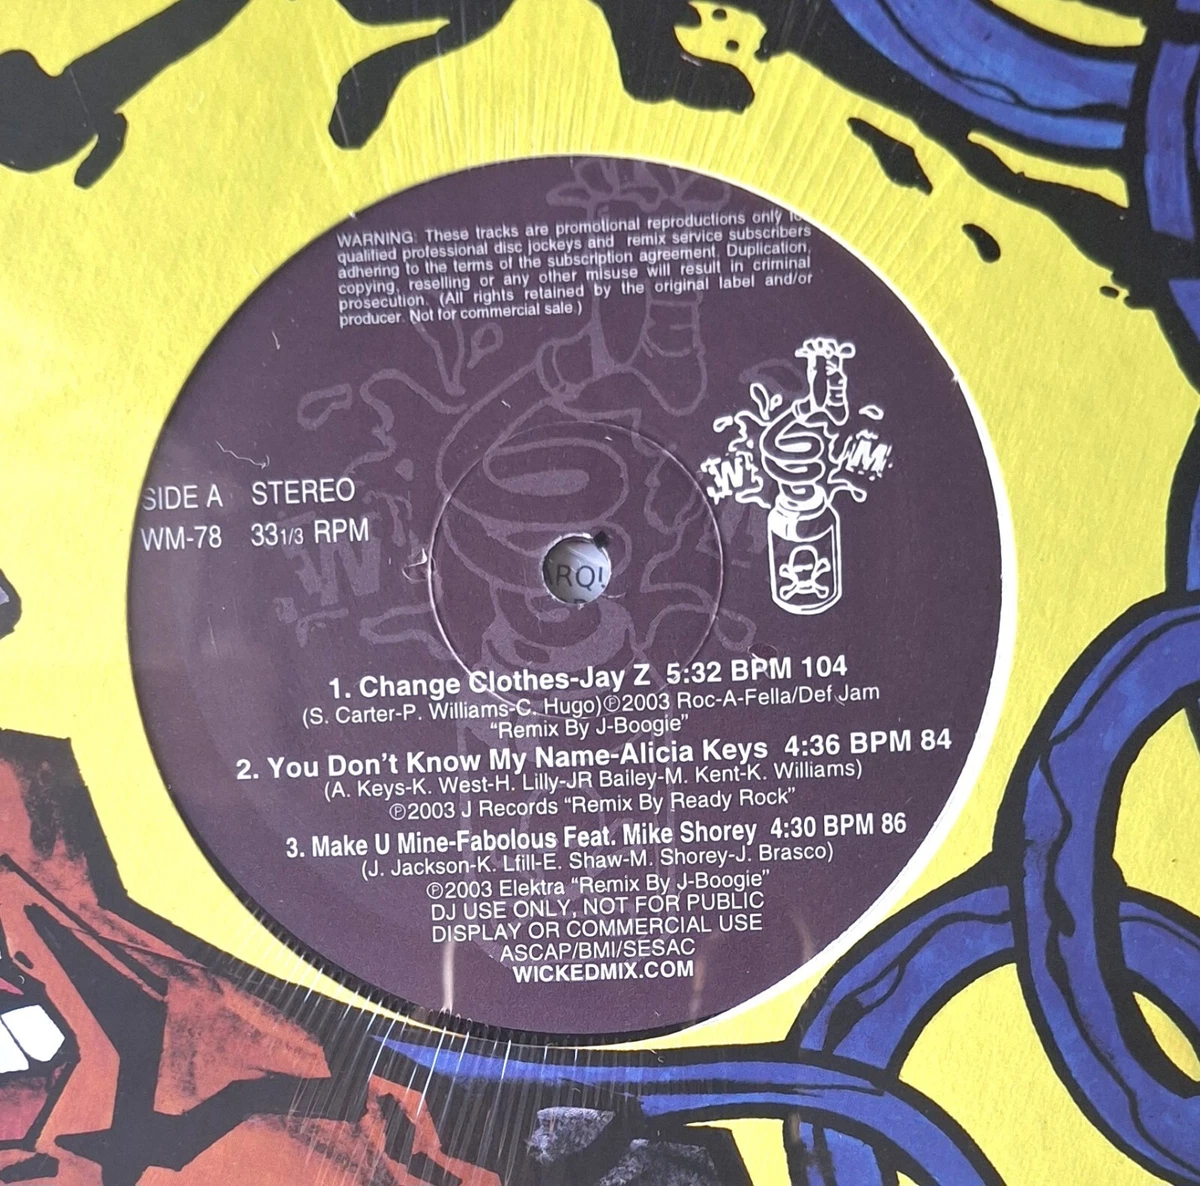 WARNING: These tracks are promotional reproductions only
qualified professional disc jockeys and remix service subscribers
adhering to the terms of the subscription agreement. Duplication,
copying, reselling or any other misuse will result in criminal
prosecution. (All rights retained by the original label and/or
producer. Not for commercial sale.)
W M
SIDE A STEREO
WM-78 33 1/3 RPM
RQ!
1. Change Clothes-Jay Z 5:32 BPM 104
(S. Carter-P. Williams-C. Hugo)℗2003 Roc-A-Fella/Def Jam
"Remix By J-Boogie"
2. You Don't Know My Name-Alicia Keys 4:36 BPM 84
(A. Keys-K. West-H. Lilly-JR Bailey-M. Kent-K. Williams)
℗2003 J Records "Remix By Ready Rock"
3. Make U Mine-Fabolous Feat. Mike Shorey 4:30 BPM 86
(J. Jackson-K. Lfill-E. Shaw-M. Shorey-J. Brasco)
℗2003 Elektra "Remix By J-Boogie"
DJ USE ONLY, NOT FOR PUBLIC
DISPLAY OR COMMERCIAL USE
ASCAP/BMI/SESAC
WICKEDMIX.COM